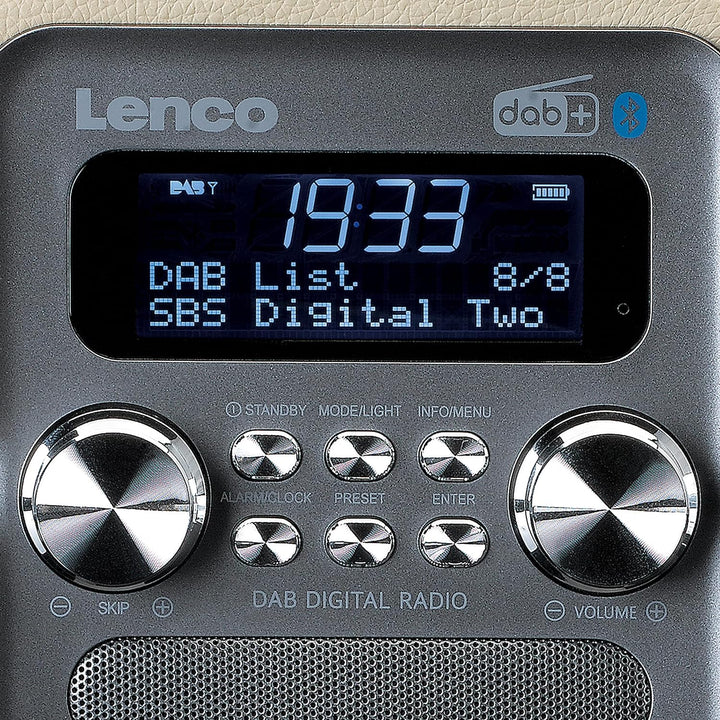 Lenco dab+
DAB 19:33
DAB List 8/8
SBS Digital Two
STANDBY MODE/LIGHT INFO/MENU
ALARM/CLOCK PRESET ENTER
SKIP DAB DIGITAL RADIO VOLUME